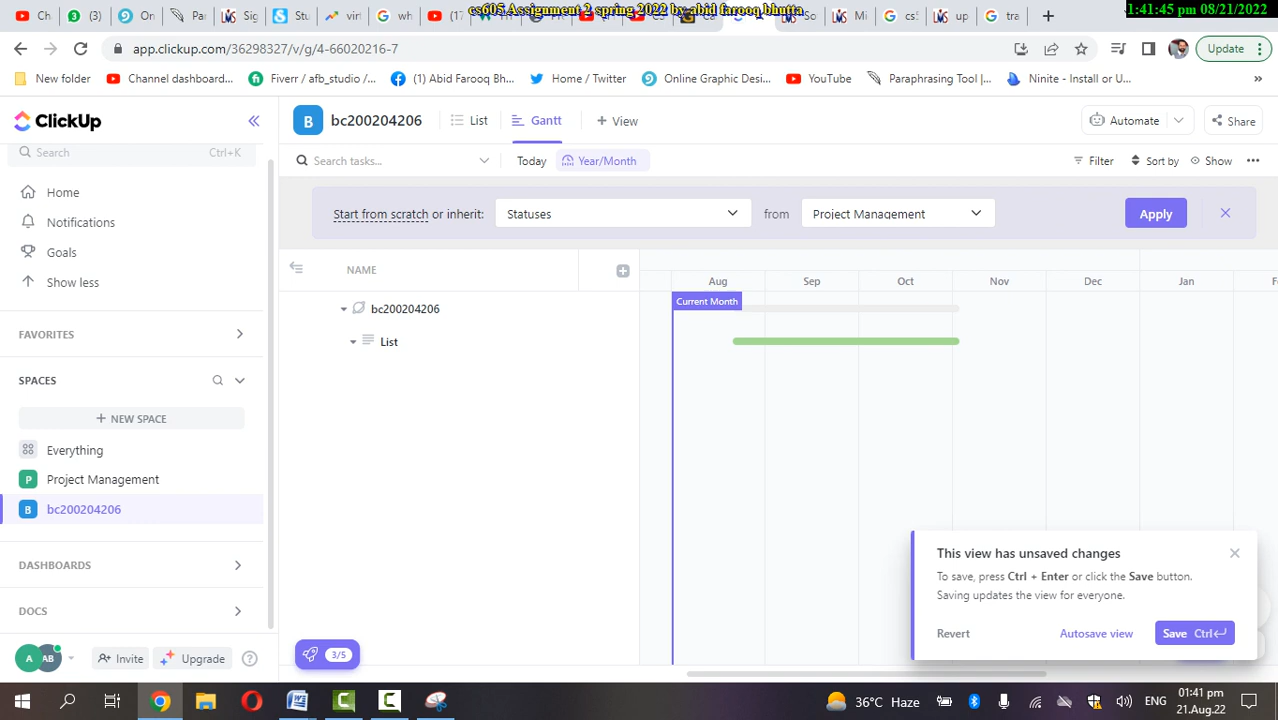 cs605 Assignment 2 spring 2022 by abid farooq bhutta
1:41:45 pm 08/21/2022
app.clickup.com/36298327/v/g/4-66020216-7
Update
New folder
Channel dashboard...
Fiverr / afb_studio /...
Abid Farooq Bh...
Home / Twitter
Online Graphic Desi...
YouTube
Paraphrasing Tool |...
Ninite - Install or U...
»
ClickUp
bc200204206
List
Gantt
+ View
Automate
Share
Search
Ctrl+K
Search tasks...
Today
Year/Month
Filter
Sort by
Show
Home
Notifications
Goals
Show less
Start from scratch or inherit:
Statuses
from
Project Management
Apply
NAME
Aug
Sep
Oct
Nov
Dec
Jan
Current Month
bc200204206
List
FAVORITES
SPACES
+ NEW SPACE
Everything
P Project Management
B bc200204206
DASHBOARDS
DOCS
A AB
Invite
Upgrade
3/5
This view has unsaved changes
To save, press Ctrl + Enter or click the Save button.
Saving updates the view for everyone.
Revert
Autosave view
Save Ctrl
36°C Haze
ENG
01:41 pm
21.Aug.22